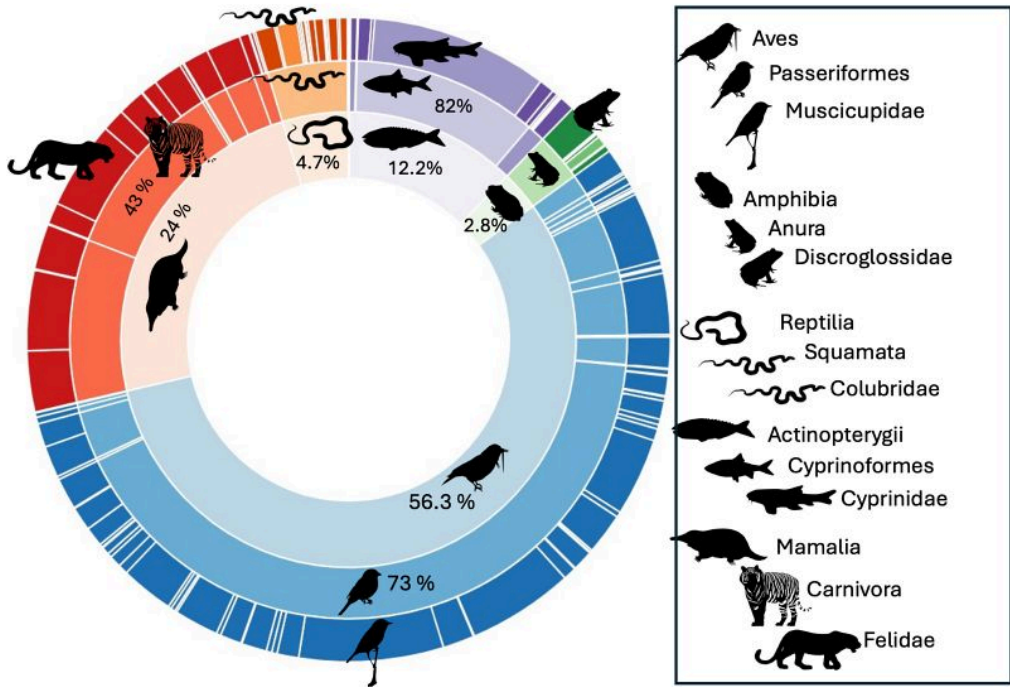 82%
12.2%
4.7%
2.8%
43 %
24 %
56.3 %
73 %
Aves
Passeriformes
Muscicupidae
Amphibia
Anura
Discroglossidae
Reptilia
Squamata
Colubridae
Actinopterygii
Cyprinoformes
Cyprinidae
Mamalia
Carnivora
Felidae